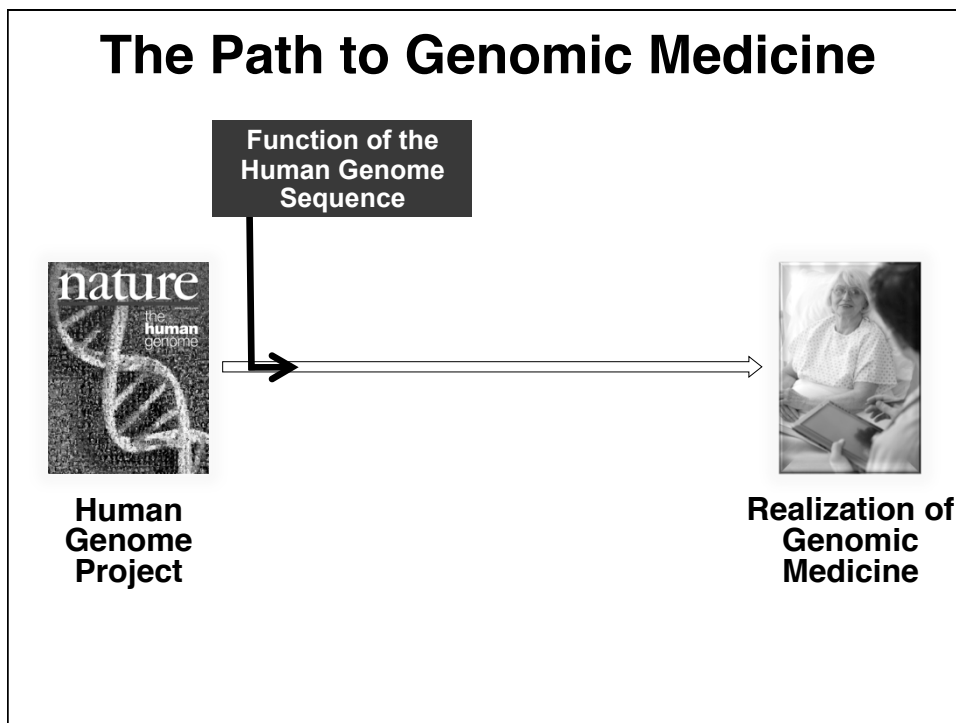 The Path to Genomic Medicine
Function of the
Human Genome
Sequence
nature
the
human
genome
Human
Genome
Project
Realization of
Genomic
Medicine